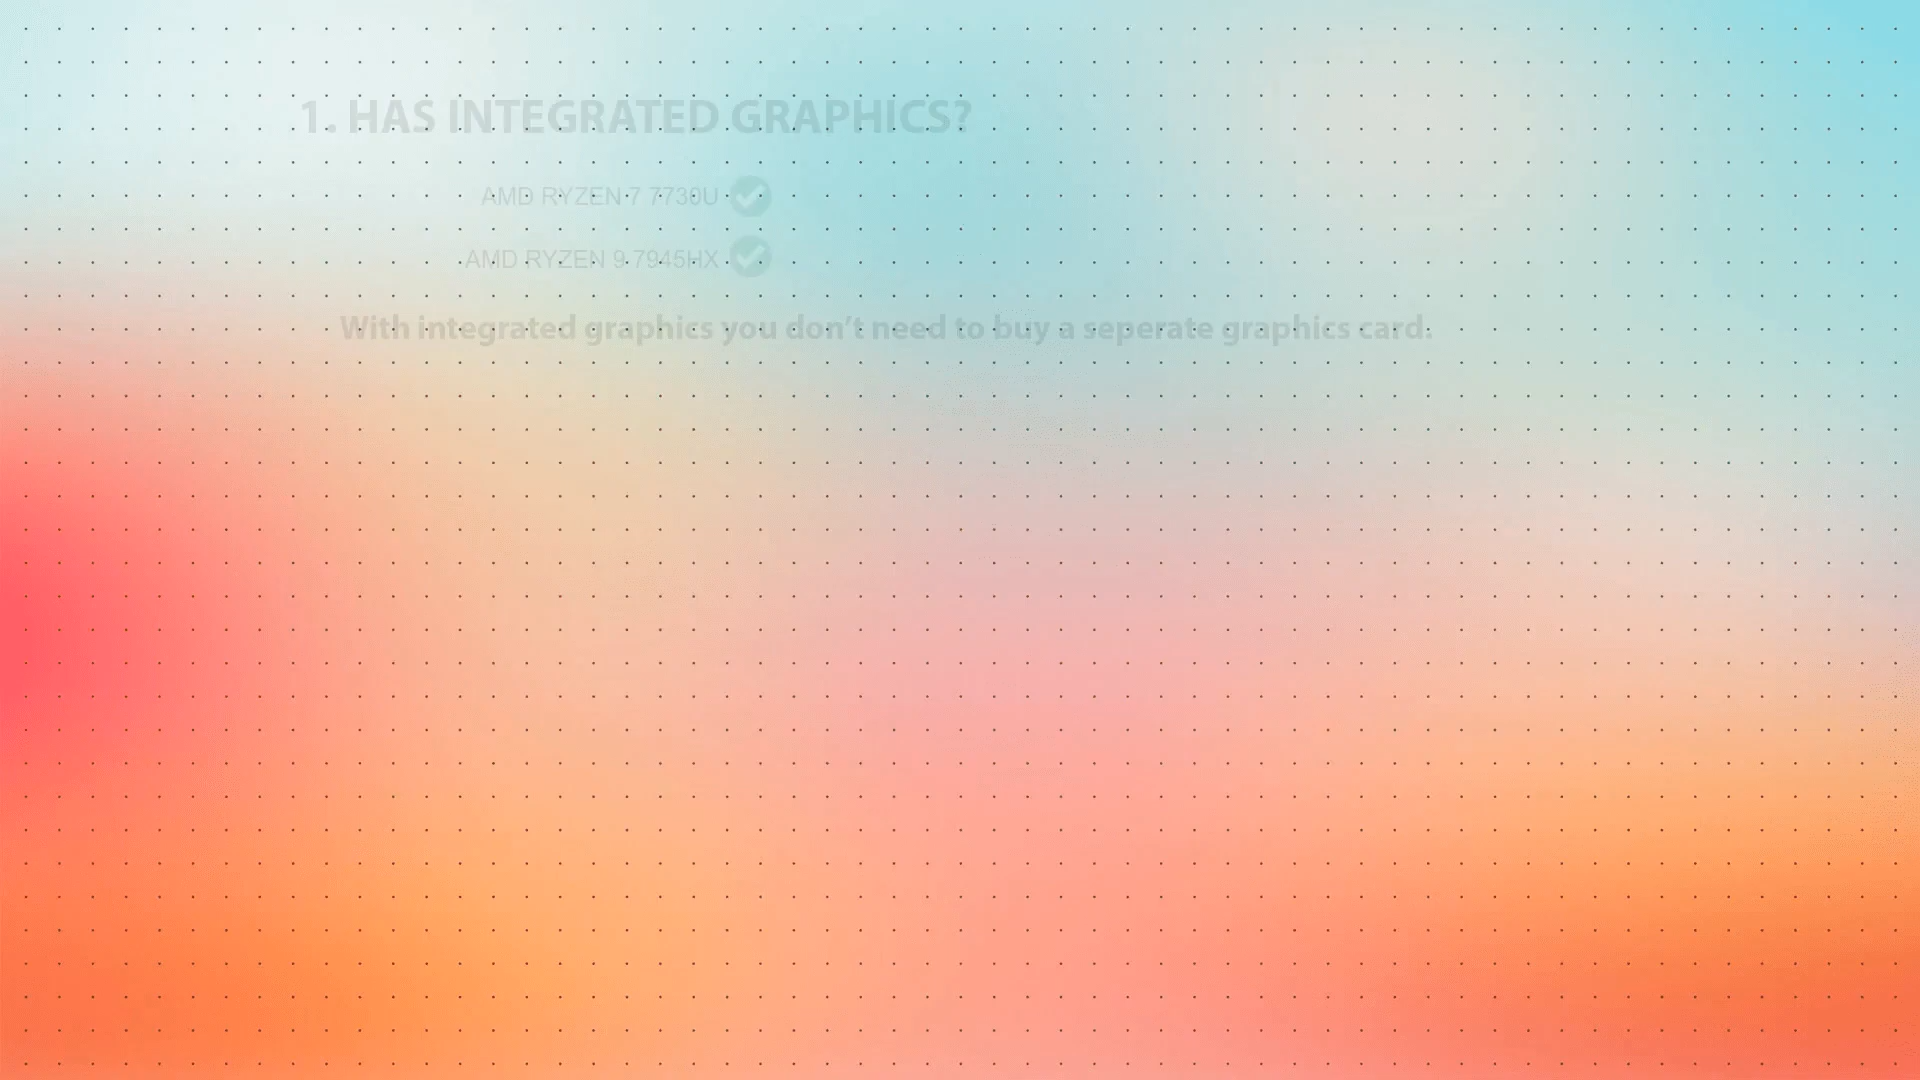 1. HAS INTEGRATED GRAPHICS?
AMD RYZEN 7 7730U
AMD RYZEN 9 7945HX
With integrated graphics you don’t need to buy a seperate graphics card.